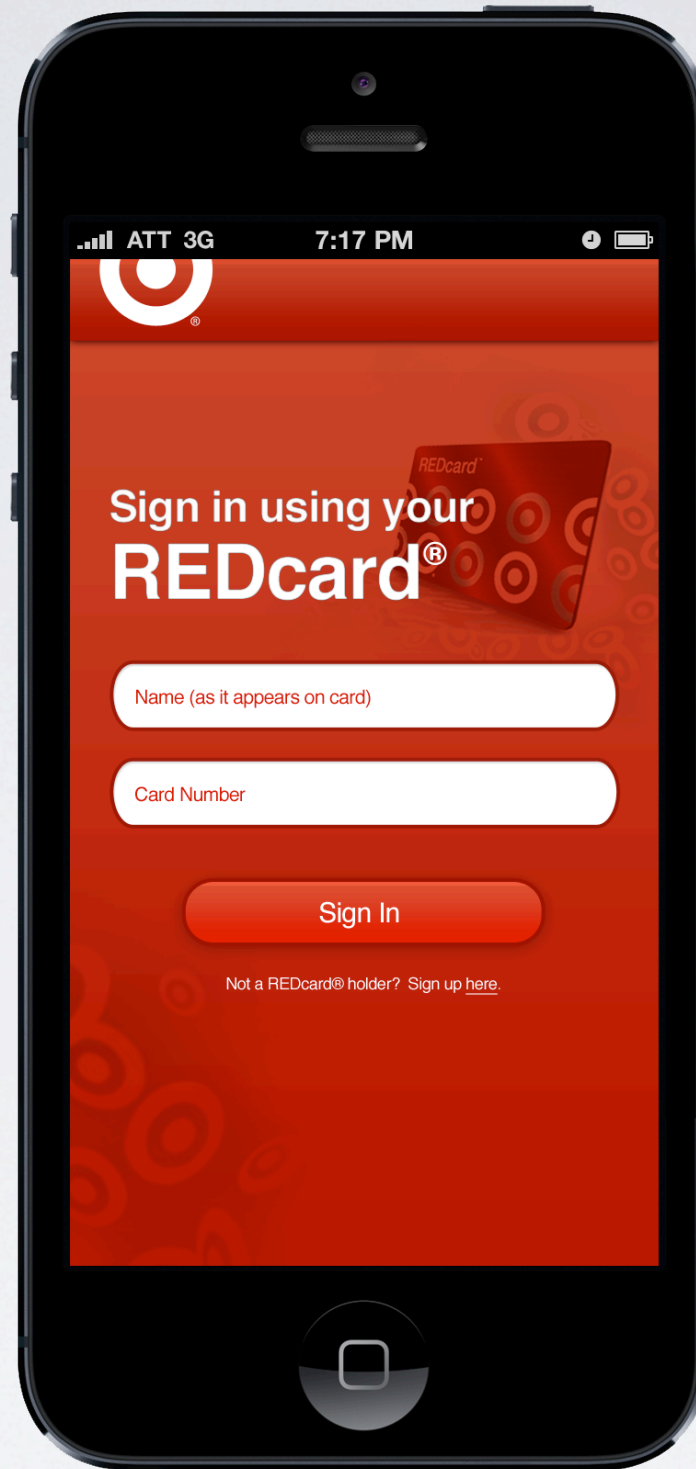 ATT 3G 7:17 PM
®
REDcard™
Sign in using your
REDcard®
Name (as it appears on card)
Card Number
Sign In
Not a REDcard® holder? Sign up here.